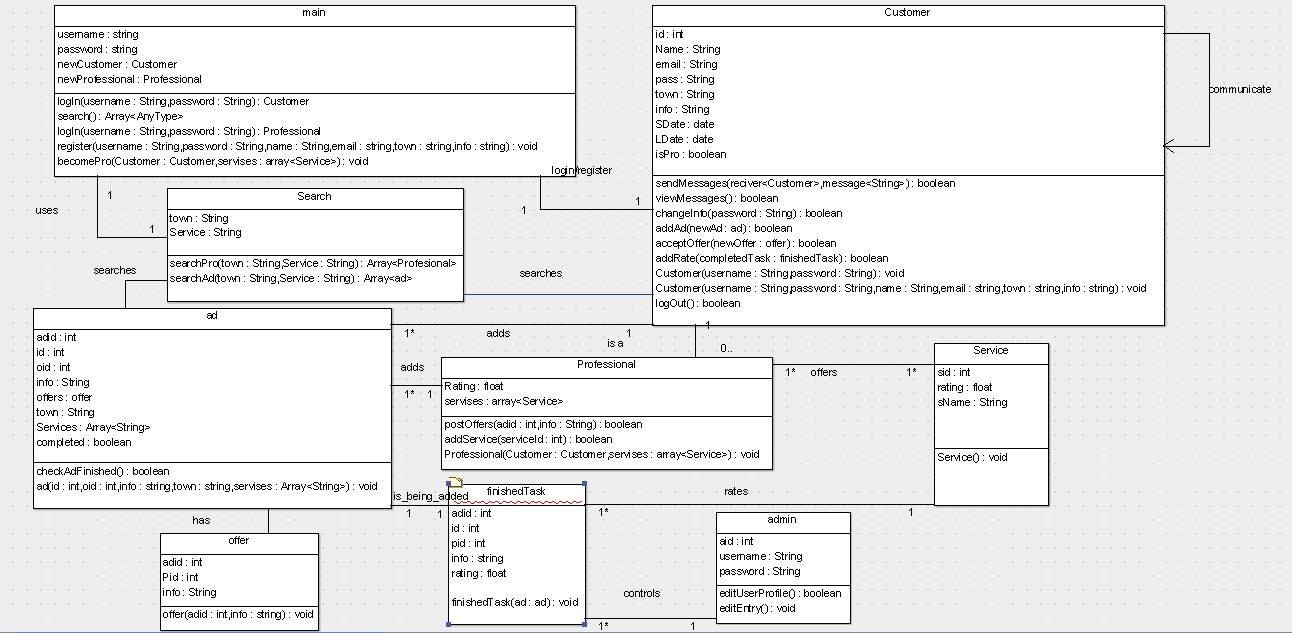 main
username : string
password : string
newCustomer : Customer
newProfessional : Professional
logIn(username : String,password : String) : Customer
search() : Array<AnyType>
logIn(username : String,password : String) : Professional
register(username : String,password : String,name : String,email : string,town : string,info : string) : void
becomePro(Customer : Customer,servises : array<Service>) : void
Customer
id : int
Name : String
email : String
pass : String
town : String
info : String
SDate : date
LDate : date
isPro : boolean
sendMessages(reciver<Customer>,message<String>) : boolean
viewMessages() : boolean
changeInfo(password : String) : boolean
addAd(newAd : ad) : boolean
acceptOffer(newOffer : offer) : boolean
addRate(completedTask : finishedTask) : boolean
Customer(username : String,password : String) : void
Customer(username : String,password : String,name : String,email : string,town : string,info : string) : void
logOut() : boolean
communicate
login/register
1
1
uses
1
1
Search
town : String
Service : String
searchPro(town : String,Service : String) : Array<Profesional>
searchAd(town : String,Service : String) : Array<ad>
searches
searches
ad
adid : int
id : int
oid : int
info : String
offers : offer
town : String
Services : Array<String>
completed : boolean
checkAdFinished() : boolean
ad(id : int,oid : int,info : string,town : string,servises : Array<String>) : void
1*
adds
1
is a
1
0..
adds
1*
1
Professional
Rating : float
servises : array<Service>
postOffers(adid : int,info : String) : boolean
addService(serviceId : int) : boolean
Professional(Customer : Customer,servises : array<Service>) : void
1*
offers
1*
Service
sid : int
rating : float
sName : String
Service() : void
is_being_added
1
1
finishedTask
adid : int
id : int
pid : int
info : string
rating : float
finishedTask(ad : ad) : void
rates
1*
1
has
offer
adid : int
Pid : int
info : String
offer(adid : int,info : string) : void
admin
aid : int
username : String
password : String
editUserProfile() : boolean
editEntry() : void
controls
1*
1